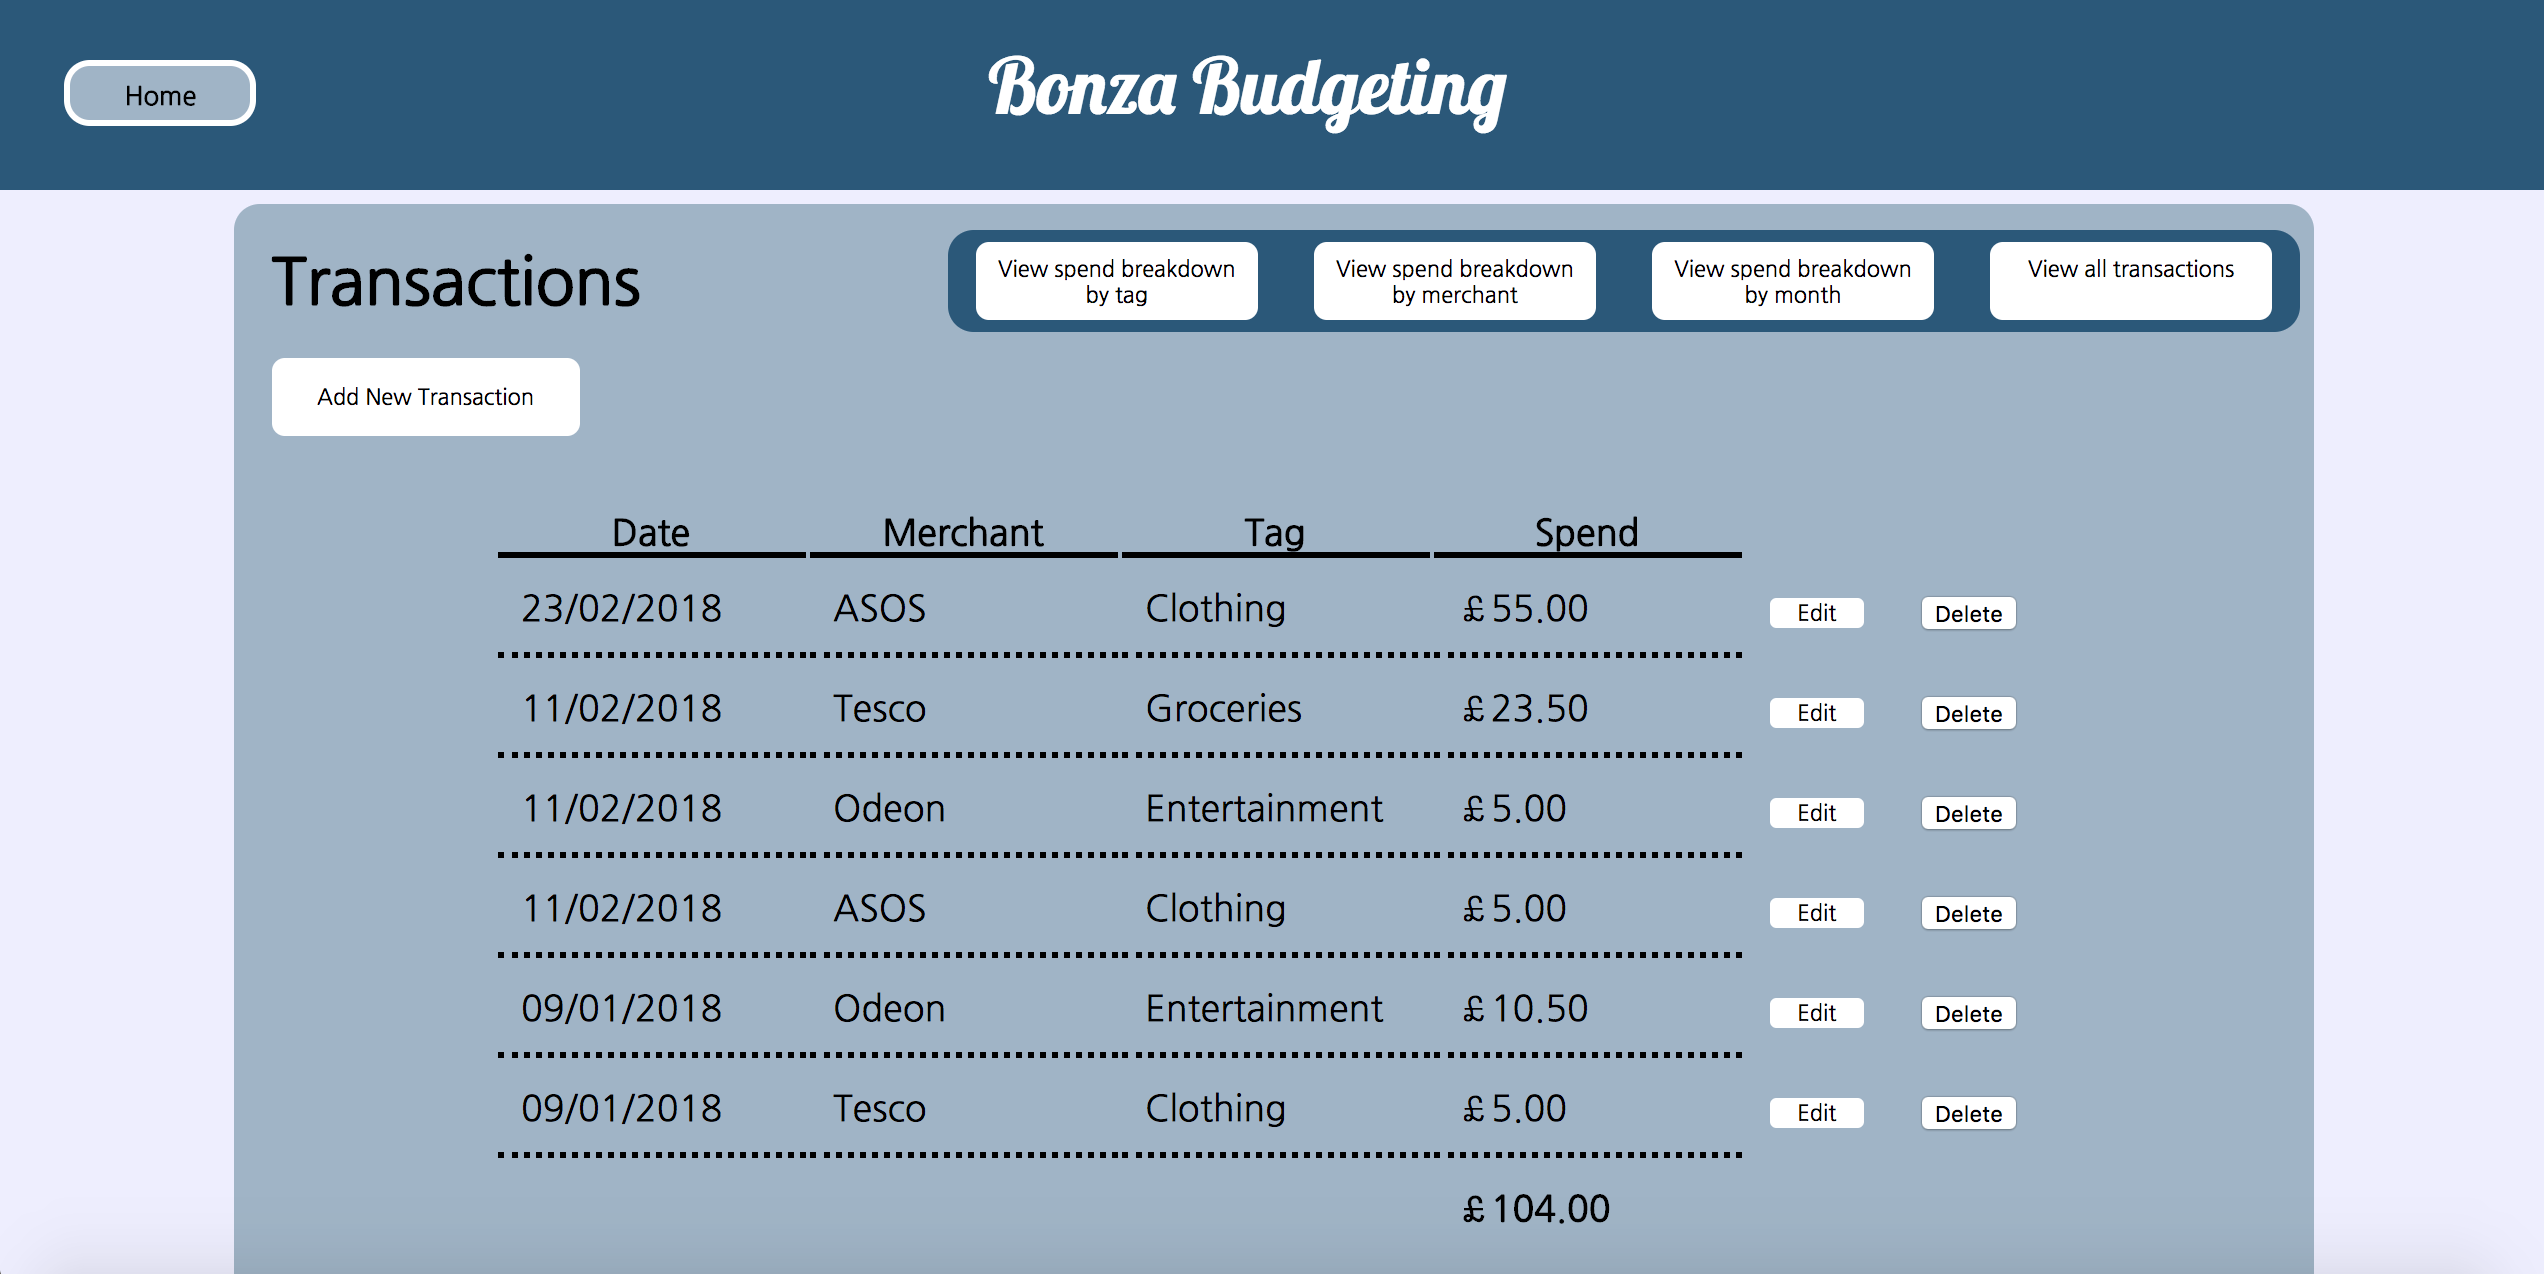 Home
Bonza Budgeting
Transactions
View spend breakdown
by tag
View spend breakdown
by merchant
View spend breakdown
by month
View all transactions
Add New Transaction
Date Merchant Tag Spend
23/02/2018 ASOS Clothing £ 55.00 Edit Delete
11/02/2018 Tesco Groceries £ 23.50 Edit Delete
11/02/2018 Odeon Entertainment £ 5.00 Edit Delete
11/02/2018 ASOS Clothing £ 5.00 Edit Delete
09/01/2018 Odeon Entertainment £ 10.50 Edit Delete
09/01/2018 Tesco Clothing £ 5.00 Edit Delete
£ 104.00